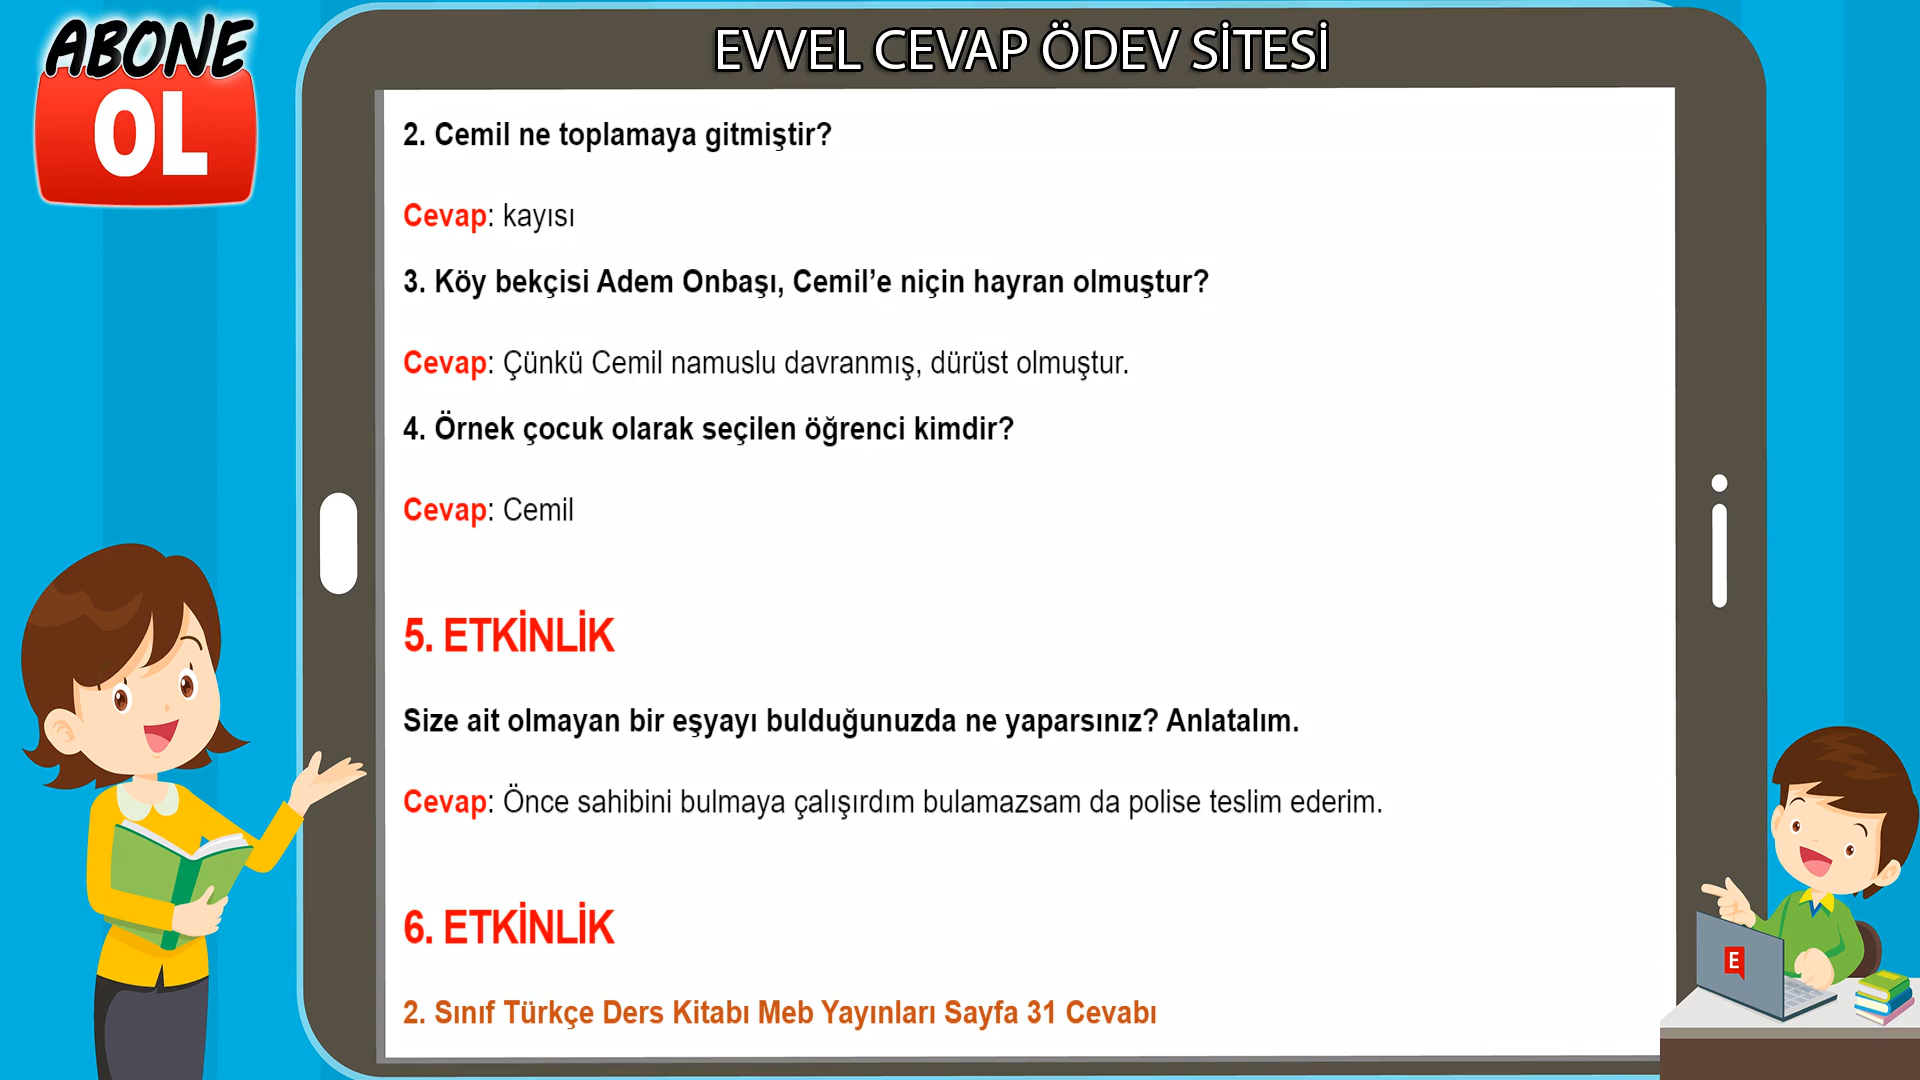 ABONE
OL
EVVEL CEVAP ÖDEV SİTESİ
2. Cemil ne toplamaya gitmiştir?
Cevap: kayısı
3. Köy bekçisi Adem Onbaşı, Cemil’e niçin hayran olmuştur?
Cevap: Çünkü Cemil namuslu davranmış, dürüst olmuştur.
4. Örnek çocuk olarak seçilen öğrenci kimdir?
Cevap: Cemil
5. ETKİNLİK
Size ait olmayan bir eşyayı bulduğunuzda ne yaparsınız? Anlatalım.
Cevap: Önce sahibini bulmaya çalışırdım bulamazsam da polise teslim ederim.
6. ETKİNLİK
2. Sınıf Türkçe Ders Kitabı Meb Yayınları Sayfa 31 Cevabı
E